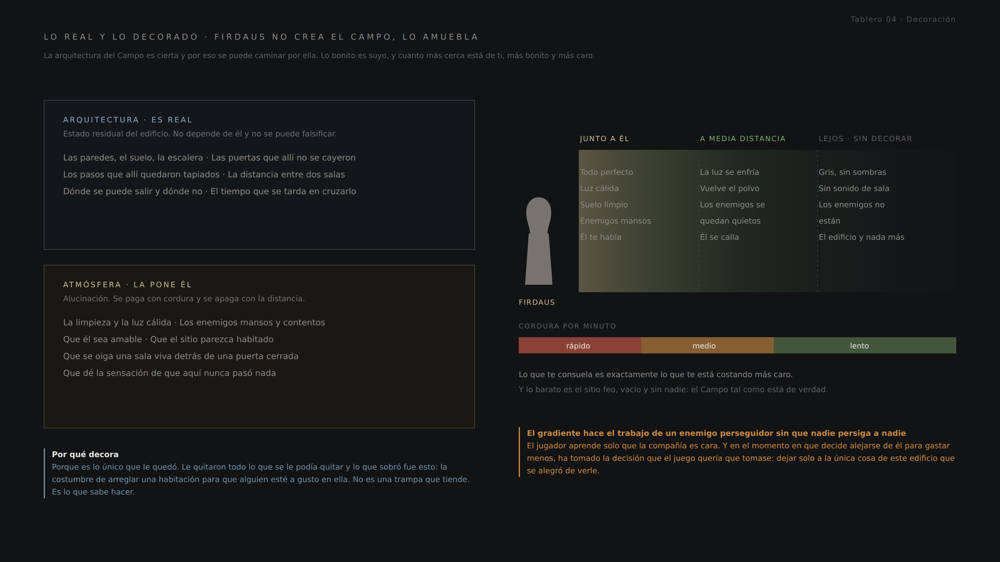 Tablero 04 · Decoración
LO REAL Y LO DECORADO · FIRDAUS NO CREA EL CAMPO, LO AMUEBLA
La arquitectura del Campo es cierta y por eso se puede caminar por ella. Lo bonito es suyo, y cuanto más cerca está de ti, más bonito y más caro.
ARQUITECTURA · ES REAL
Estado residual del edificio. No depende de él y no se puede falsificar.
Las paredes, el suelo, la escalera · Las puertas que allí no se cayeron
Los pasos que allí quedaron tapiados · La distancia entre dos salas
Dónde se puede salir y dónde no · El tiempo que se tarda en cruzarlo
ATMÓSFERA · LA PONE ÉL
Alucinación. Se paga con cordura y se apaga con la distancia.
La limpieza y la luz cálida · Los enemigos mansos y contentos
Que él sea amable · Que el sitio parezca habitado
Que se oiga una sala viva detrás de una puerta cerrada
Que dé la sensación de que aquí nunca pasó nada
Por qué decora
Porque es lo único que le quedó. Le quitaron todo lo que se le podía quitar y lo que sobró fue esto: la
costumbre de arreglar una habitación para que alguien esté a gusto en ella. No es una trampa que tiende.
Es lo que sabe hacer.
JUNTO A ÉL
Todo perfecto
Luz cálida
Suelo limpio
Enemigos mansos
Él te habla
A MEDIA DISTANCIA
La luz se enfría
Vuelve el polvo
Los enemigos se
quedan quietos
Él se calla
LEJOS · SIN DECORAR
Gris, sin sombras
Sin sonido de sala
Los enemigos no
están
El edificio y nada más
FIRDAUS
CORDURA POR MINUTO
rápido
medio
lento
Lo que te consuela es exactamente lo que te está costando más caro.
Y lo barato es el sitio feo, vacío y sin nadie: el Campo tal como está de verdad.
El gradiente hace el trabajo de un enemigo perseguidor sin que nadie persiga a nadie
El jugador aprende solo que la compañía es cara. Y en el momento en que decide alejarse de él para gastar
menos, ha tomado la decisión que el juego quería que tomase: dejar solo a la única cosa de este edificio que
se alegró de verle.